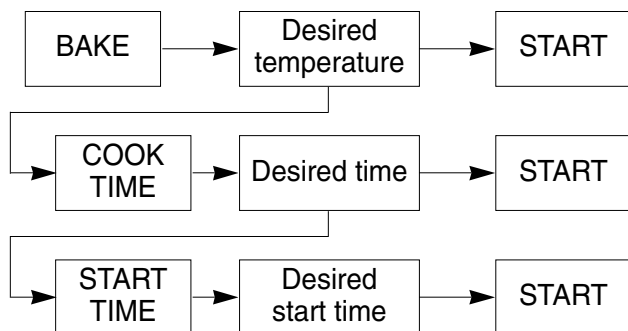 BAKE
Desired
temperature
START
COOK
TIME
Desired time
START
START
TIME
Desired
start time
START